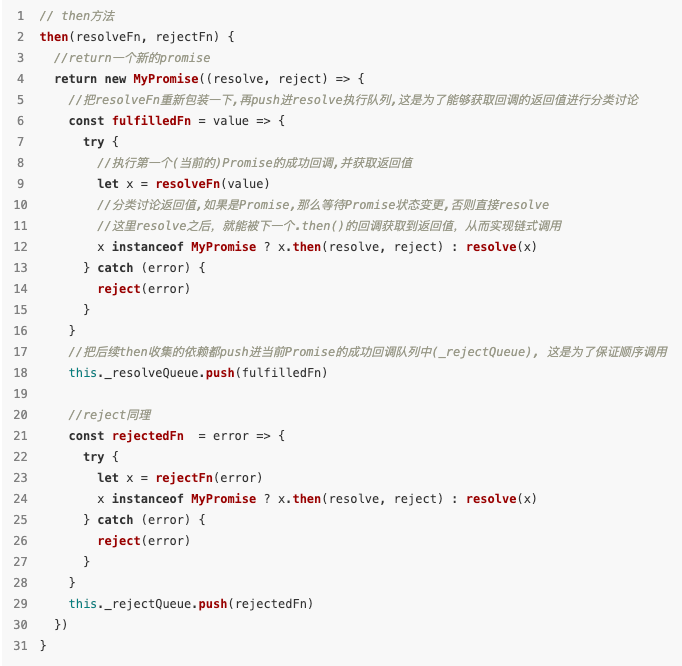 1 // then方法
2 then(resolveFn, rejectFn) {
3   //return一个新的promise
4   return new MyPromise((resolve, reject) => {
5     //把resolveFn重新包装一下,再push进resolve执行队列,这是为了能够获取回调的返回值进行分类讨论
6     const fulfilledFn = value => {
7       try {
8         //执行第一个(当前的)Promise的成功回调,并获取返回值
9         let x = resolveFn(value)
10         //分类讨论返回值,如果是Promise,那么等待Promise状态变更,否则直接resolve
11         //这里resolve之后，就能被下一个.then()的回调获取到返回值，从而实现链式调用
12         x instanceof MyPromise ? x.then(resolve, reject) : resolve(x)
13       } catch (error) {
14         reject(error)
15       }
16     }
17     //把后续then收集的依赖都push进当前Promise的成功回调队列中(_rejectQueue), 这是为了保证顺序调用
18     this._resolveQueue.push(fulfilledFn)
19
20     //reject同理
21     const rejectedFn  = error => {
22       try {
23         let x = rejectFn(error)
24         x instanceof MyPromise ? x.then(resolve, reject) : resolve(x)
25       } catch (error) {
26         reject(error)
27       }
28     }
29     this._rejectQueue.push(rejectedFn)
30   })
31 }